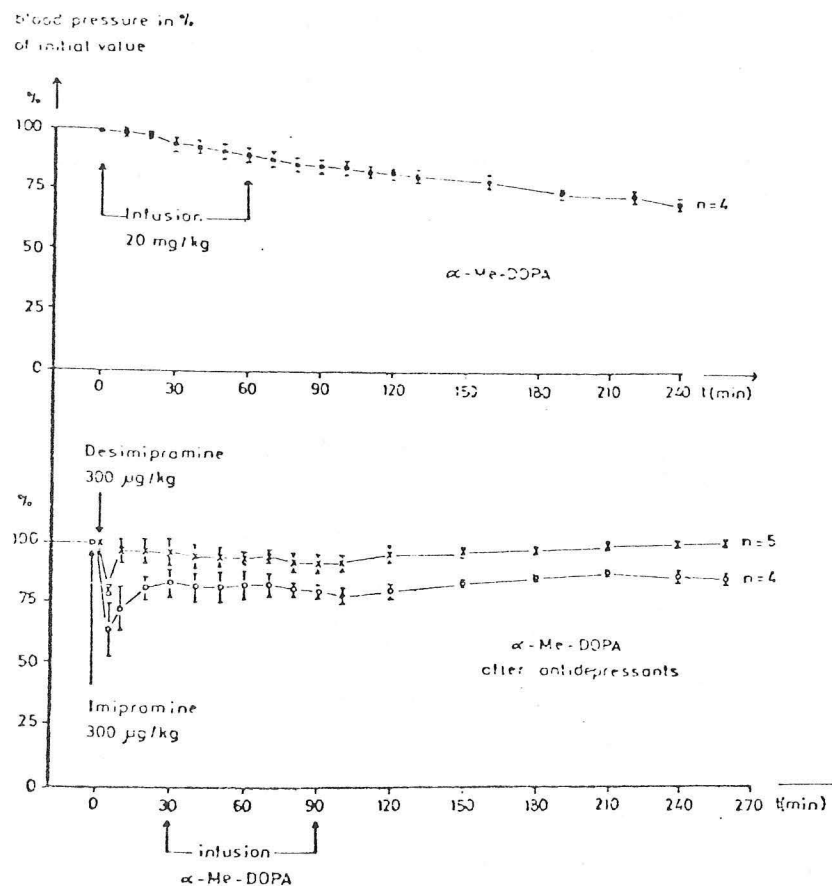 blood pressure in %
of initial value
%
100
75
50
25
0
Infusion
20 mg/kg
n=4
α-Me-DOPA
0 30 60 90 120 150 180 210 240 t(min)
Desimipramine
300 µg/kg
%
100
75
50
25
0
n=5
n=4
α-Me-DOPA
after antidepressants
Imipramine
300 µg/kg
0 30 60 90 120 150 180 210 240 270 t(min)
infusion
α-Me-DOPA